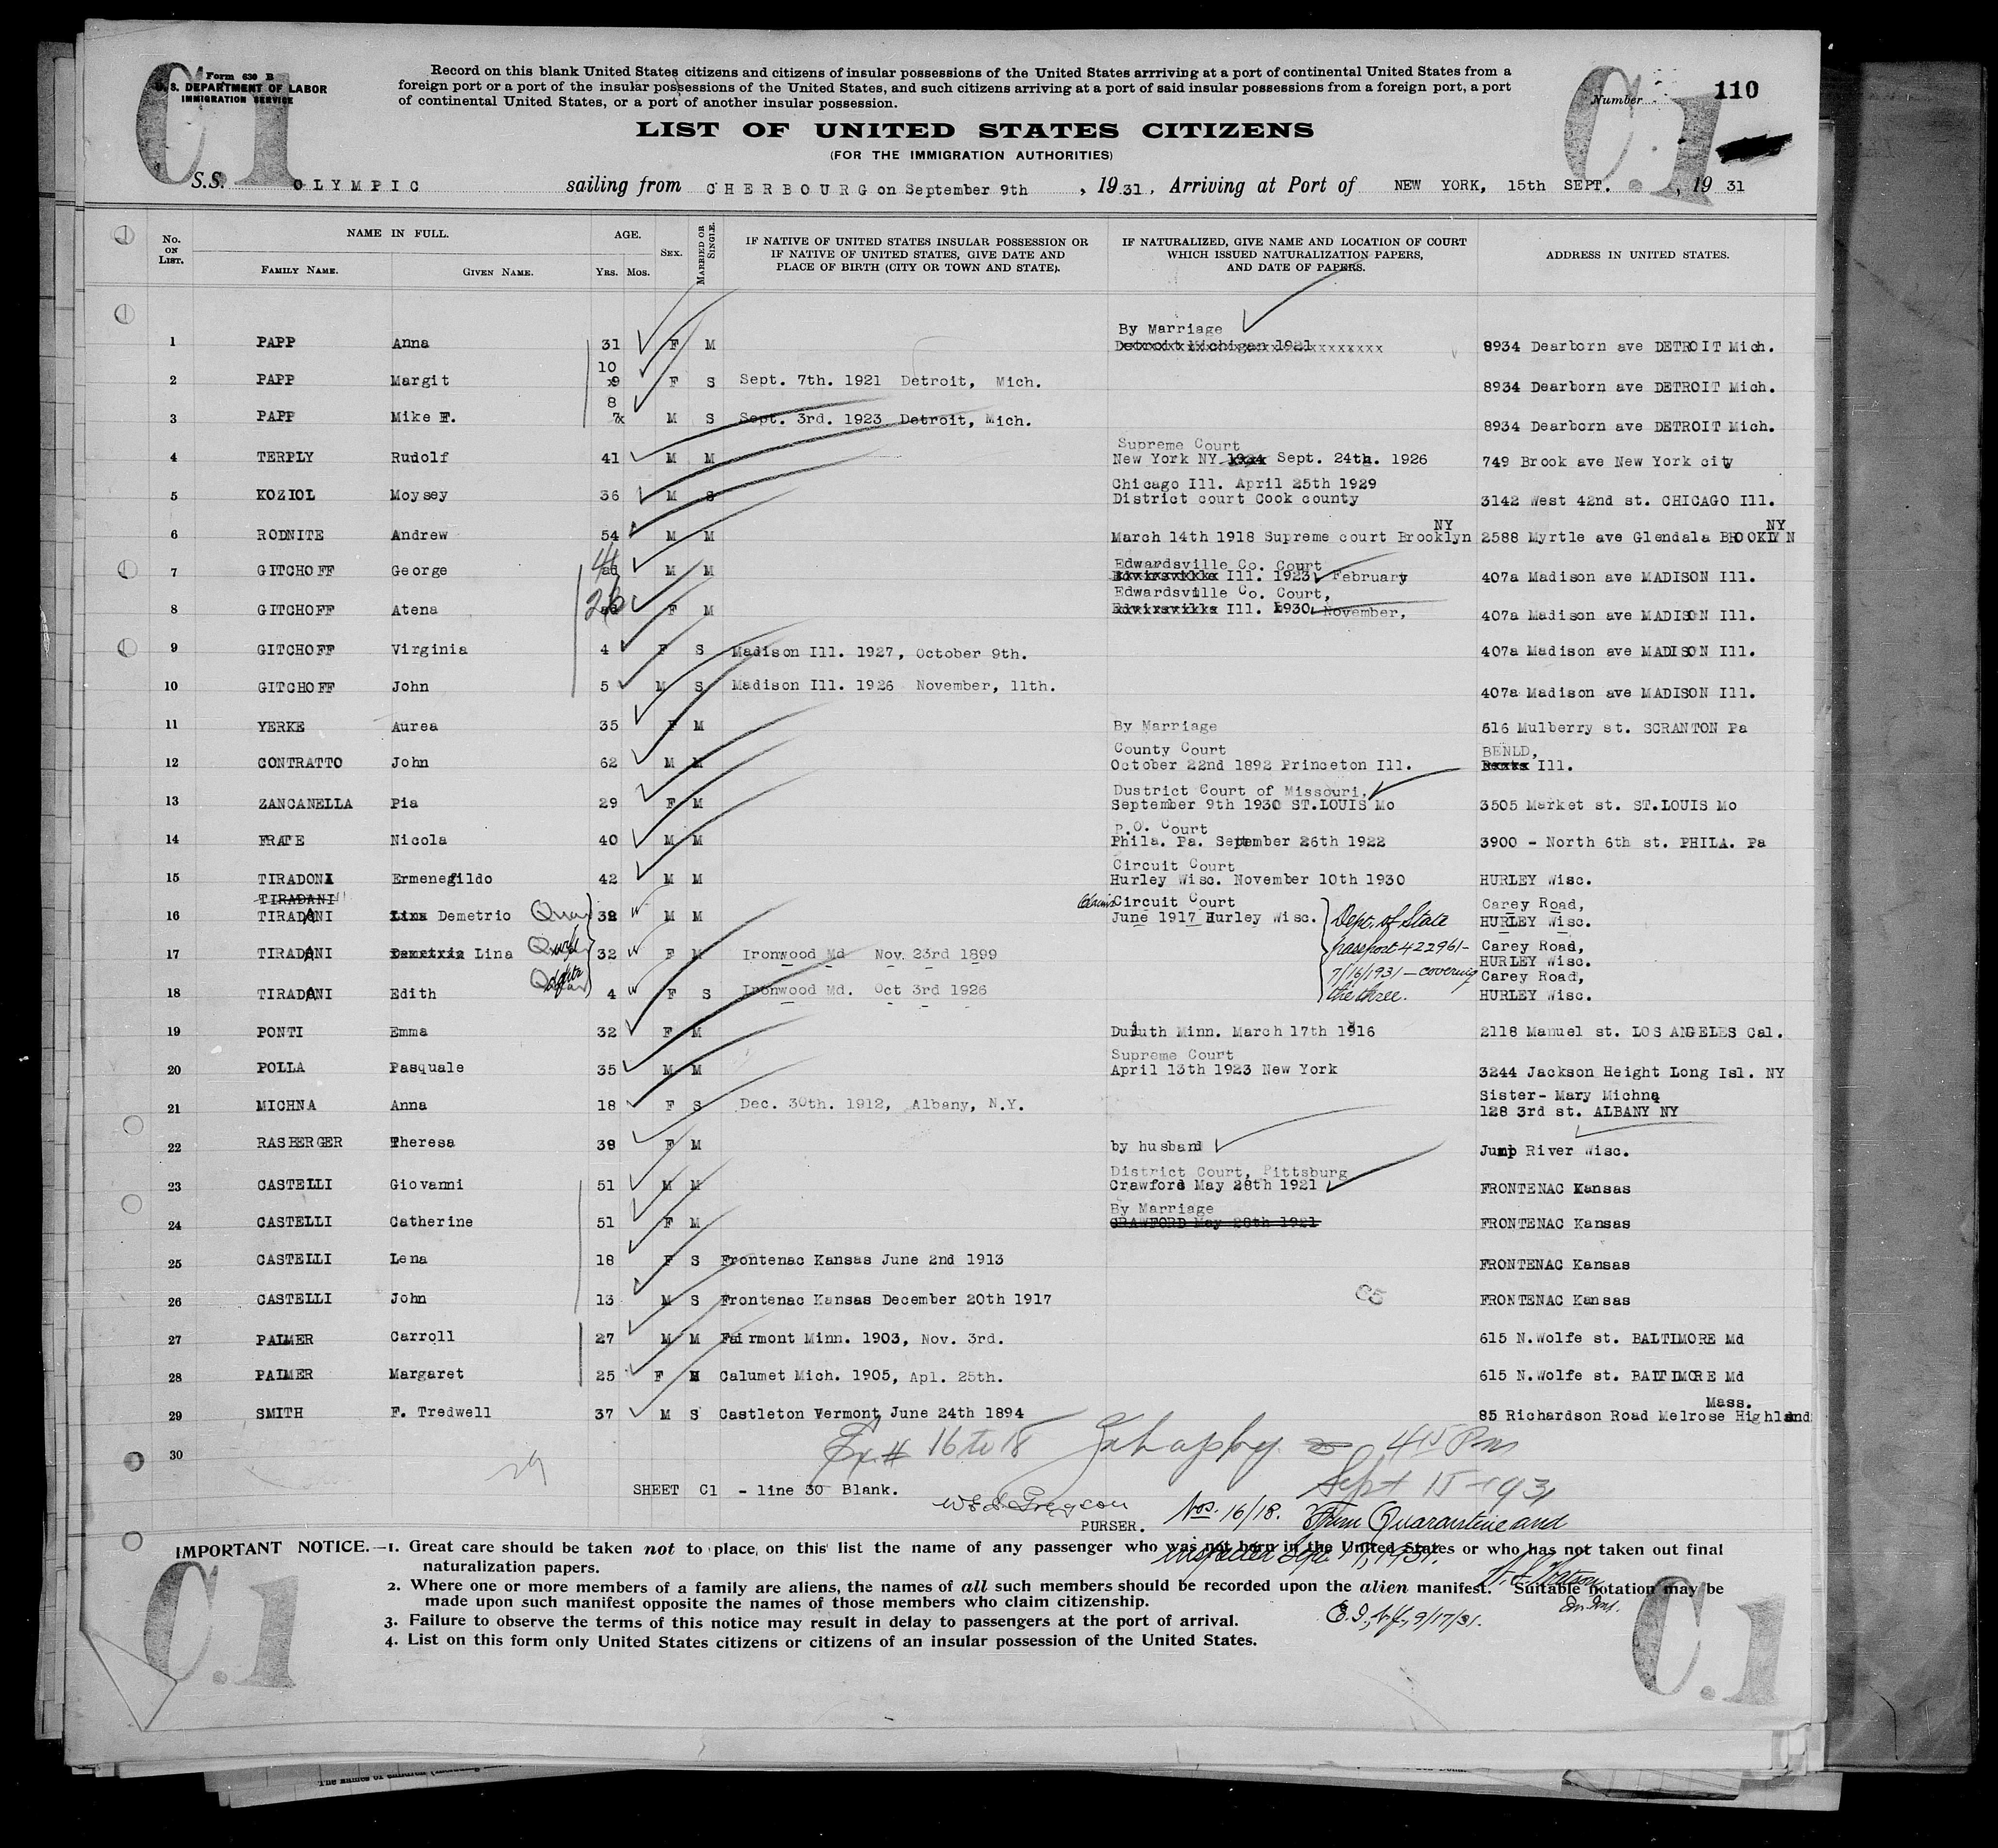 Form 630 B
U. S. DEPARTMENT OF LABOR
IMMIGRATION SERVICE
C1
C.1
Record on this blank United States citizens and citizens of insular possessions of the United States arrriving at a port of continental United States from a
foreign port or a port of the insular possessions of the United States, and such citizens arriving at a port of said insular possessions from a foreign port, a port
of continental United States, or a port of another insular possession.
Number 110
LIST OF UNITED STATES CITIZENS
(FOR THE IMMIGRATION AUTHORITIES)
S.S. OLYMPIC sailing from CHERBOURG on September 9th , 1931, Arriving at Port of NEW YORK, 15th SEPT. , 19 31
No. ON LIST. NAME IN FULL. FAMILY NAME. GIVEN NAME. AGE. YRS. MOS. SEX. MARRIED OR SINGLE. IF NATIVE OF UNITED STATES INSULAR POSSESSION OR IF NATIVE OF UNITED STATES, GIVE DATE AND PLACE OF BIRTH (CITY OR TOWN AND STATE). IF NATURALIZED, GIVE NAME AND LOCATION OF COURT WHICH ISSUED NATURALIZATION PAPERS, AND DATE OF PAPERS. ADDRESS IN UNITED STATES.
1 PAPP Anna 31 F M By Marriage Detroit Michigan 1921 8934 Dearborn ave DETROIT Mich.
2 PAPP Margit 10 F S Sept. 7th. 1921 Detroit, Mich. 8934 Dearborn ave DETROIT Mich.
3 PAPP Mike F. 8 M S Sept. 3rd. 1923 Detroit, Mich. 8934 Dearborn ave DETROIT Mich.
4 TERPLY Rudolf 41 M M Supreme Court New York NY Sept. 24th. 1926 749 Brook ave New York city
5 KOZIOL Moysey 36 M S Chicago Ill. April 25th 1929 District court Cook county 3142 West 42nd st. CHICAGO Ill.
6 RODNITE Andrew 54 M M March 14th 1918 Supreme court Brooklyn NY 2588 Myrtle ave Glendala BROOKLYN NY
7 GITCHOFF George 41 M M Edwardsville Co. Court Ill. 1923 February 407a Madison ave MADISON Ill.
8 GITCHOFF Atena 26 F M Edwardsville Co. Court, Ill. 1930 November, 407a Madison ave MADISON Ill.
9 GITCHOFF Virginia 4 F S Madison Ill. 1927, October 9th. 407a Madison ave MADISON Ill.
10 GITCHOFF John 5 M S Madison Ill. 1926 November, 11th. 407a Madison ave MADISON Ill.
11 YERKE Aurea 35 F M By Marriage 516 Mulberry st. SCRANTON Pa
12 CONTRATTO John 62 M M County Court October 22nd 1892 Princeton Ill. BENLD, Ill.
13 ZANCANELLA Pia 29 F M Dustrict Court of Missouri, September 9th 1930 ST.LOUIS Mo 3505 Market st. ST.LOUIS Mo
14 FRATE Nicola 40 M M P.O. Court Phila. Pa. September 26th 1922 3900 - North 6th st. PHILA. Pa
15 TIRADONI Ermenegildo 42 M M Circuit Court Hurley Wisc. November 10th 1930 HURLEY Wisc.
TIRADANI
16 TIRADANI Lina Demetrio 38 M M Claims Circuit Court June 1917 Hurley Wisc. Carey Road, HURLEY Wisc.
17 TIRADANI Demetrio Lina 32 F M Ironwood Md Nov. 23rd 1899 Carey Road, HURLEY Wisc.
18 TIRADANI Edith 4 F S Ironwood Md. Oct 3rd 1926 Carey Road, HURLEY Wisc.
Dept. of State
passport 422961-
7/16/1931 - covering
the three.
19 PONTI Emma 32 F M Duluth Minn. March 17th 1916 2118 Manuel st. LOS ANGELES Cal.
20 POLLA Pasquale 35 M M Supreme Court April 13th 1923 New York 3244 Jackson Height Long Isl. NY
21 MICHNA Anna 18 F S Dec. 30th. 1912, Albany, N.Y. Sister- Mary Michna 128 3rd st. ALBANY NY
22 RASBERGER Theresa 39 F M by husband Jump River Wisc.
23 CASTELLI Giovanni 51 M M District Court, Pittsburg Crawford May 28th 1921 FRONTENAC Kansas
24 CASTELLI Catherine 51 F M By Marriage CRAWFORD May 28th 1921 FRONTENAC Kansas
25 CASTELLI Lena 18 F S Frontenac Kansas June 2nd 1913 FRONTENAC Kansas
26 CASTELLI John 13 M S Frontenac Kansas December 20th 1917 FRONTENAC Kansas
27 PALMER Carroll 27 M M Fairmont Minn. 1903, Nov. 3rd. 615 N.Wolfe st. BALTIMORE Md
28 PALMER Margaret 25 F M Calumet Mich. 1905, Apl. 25th. 615 N.Wolfe st. BALTIMORE Md
29 SMITH F. Tredwell 37 M S Castleton Vermont, June 24th 1894 85 Richardson Road Melrose Highland Mass.
30
Ex # 16 to 18
415 Pm
Sept 15-1931
SHEET C1 - line 30 Blank.
PURSER.
Nos. 16/18. From Quarantine and
inspected Sept. 17, 1931.
IMPORTANT NOTICE.—1. Great care should be taken not to place on this list the name of any passenger who was not born in the United States or who has not taken out final
naturalization papers.
2. Where one or more members of a family are aliens, the names of all such members should be recorded upon the alien manifest. Suitable notation may be
made upon such manifest opposite the names of those members who claim citizenship.
3. Failure to observe the terms of this notice may result in delay to passengers at the port of arrival.
4. List on this form only United States citizens or citizens of an insular possession of the United States.
9/17/31.
C.1
C.1